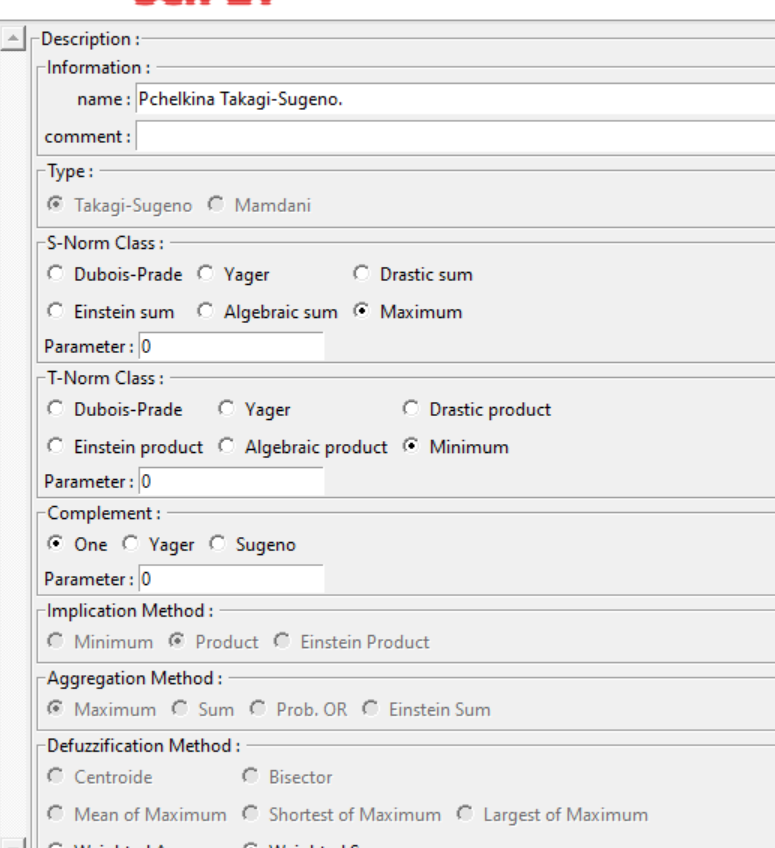 Description :
Information :
name : Pchelkina Takagi-Sugeno.
comment :
Type :
Takagi-Sugeno Mamdani
S-Norm Class :
Dubois-Prade Yager Drastic sum
Einstein sum Algebraic sum Maximum
Parameter : 0
T-Norm Class :
Dubois-Prade Yager Drastic product
Einstein product Algebraic product Minimum
Parameter : 0
Complement :
One Yager Sugeno
Parameter : 0
Implication Method :
Minimum Product Einstein Product
Aggregation Method :
Maximum Sum Prob. OR Einstein Sum
Defuzzification Method :
Centroide Bisector
Mean of Maximum Shortest of Maximum Largest of Maximum